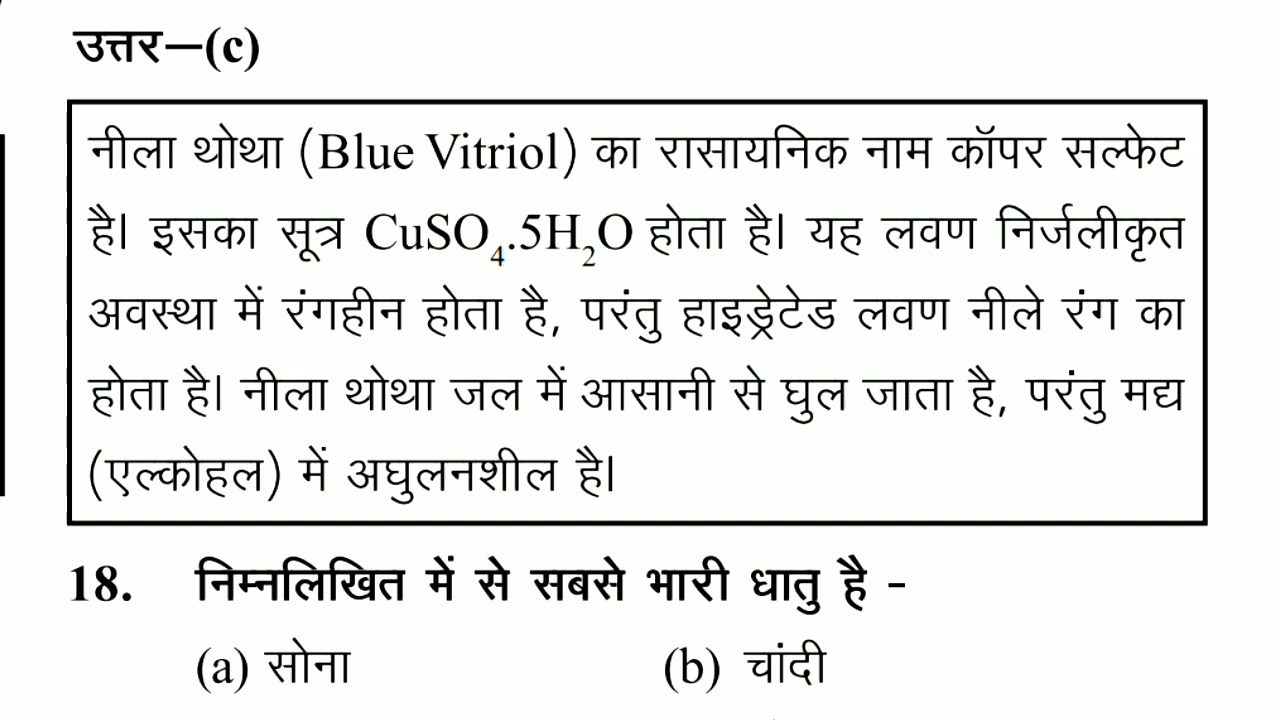 उत्तर–(c)
नीला थोथा (Blue Vitriol) का रासायनिक नाम कॉपर सल्फेट
है। इसका सूत्र CuSO₄.5H₂O होता है। यह लवण निर्जलीकृत
अवस्था में रंगहीन होता है, परंतु हाइड्रेटेड लवण नीले रंग का
होता है। नीला थोथा जल में आसानी से घुल जाता है, परंतु मद्य
(एल्कोहल) में अघुलनशील है।
18. निम्नलिखित में से सबसे भारी धातु है -
(a) सोना (b) चांदी